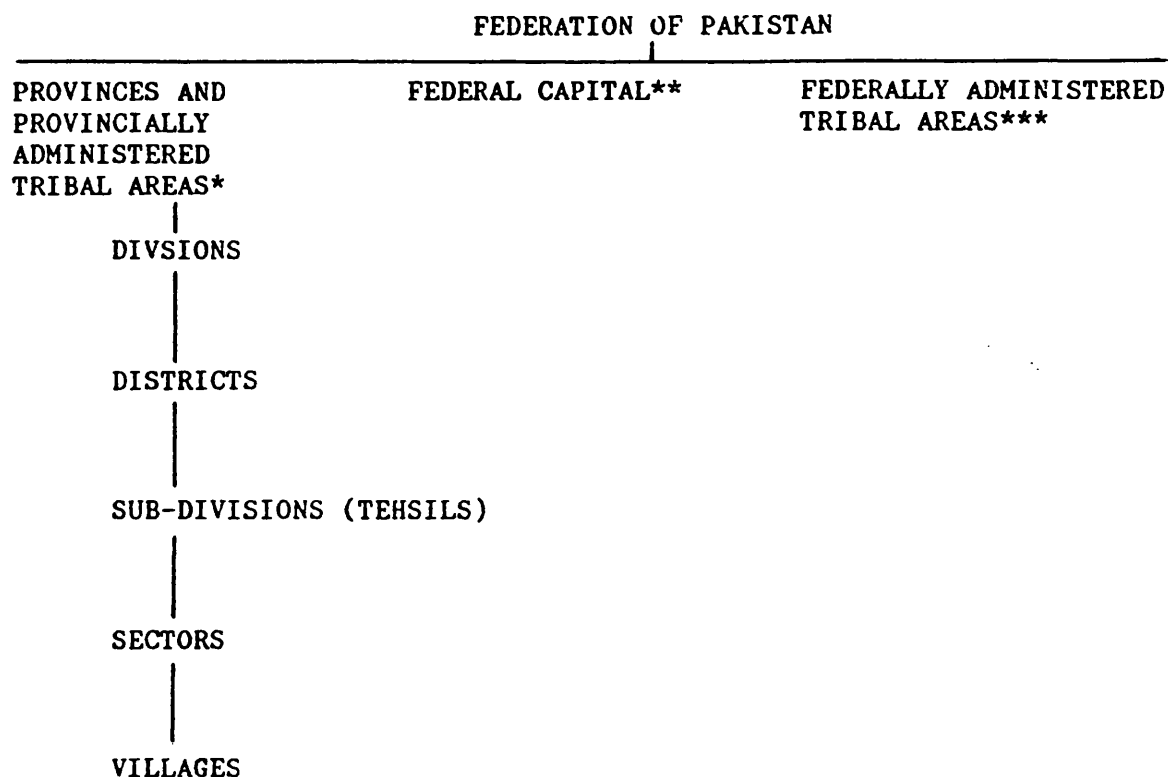 FEDERATION OF PAKISTAN
PROVINCES AND
PROVINCIALLY
ADMINISTERED
TRIBAL AREAS*
FEDERAL CAPITAL**
FEDERALLY ADMINISTERED
TRIBAL AREAS***
DIVSIONS
DISTRICTS
SUB-DIVISIONS (TEHSILS)
SECTORS
VILLAGES